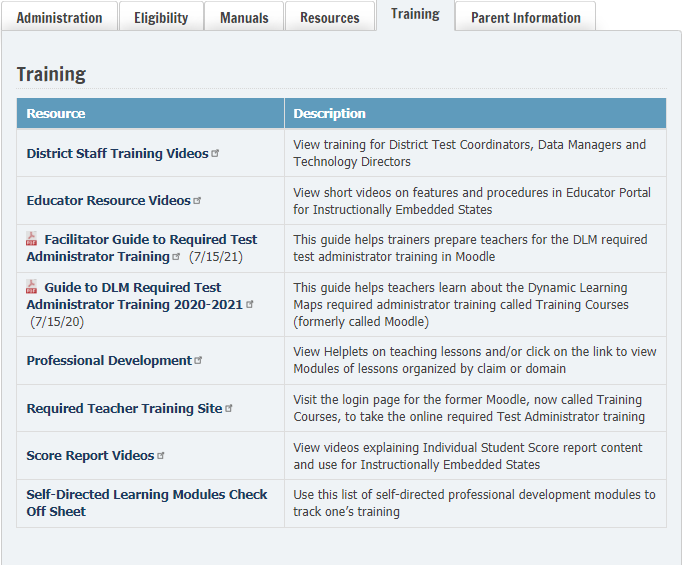 Administration
Eligibility
Manuals
Resources
Training
Parent Information
Training
Resource
Description
District Staff Training Videos
View training for District Test Coordinators, Data Managers and
Technology Directors
Educator Resource Videos
View short videos on features and procedures in Educator Portal
for Instructionally Embedded States
Facilitator Guide to Required Test
Administrator Training (7/15/21)
This guide helps trainers prepare teachers for the DLM required
test administrator training in Moodle
Guide to DLM Required Test
Administrator Training 2020-2021
(7/15/20)
This guide helps teachers learn about the Dynamic Learning
Maps required administrator training called Training Courses
(formerly called Moodle)
Professional Development
View Helplets on teaching lessons and/or click on the link to view
Modules of lessons organized by claim or domain
Required Teacher Training Site
Visit the login page for the former Moodle, now called Training
Courses, to take the online required Test Administrator training
Score Report Videos
View videos explaining Individual Student Score report content
and use for Instructionally Embedded States
Self-Directed Learning Modules Check
Off Sheet
Use this list of self-directed professional development modules to
track one's training